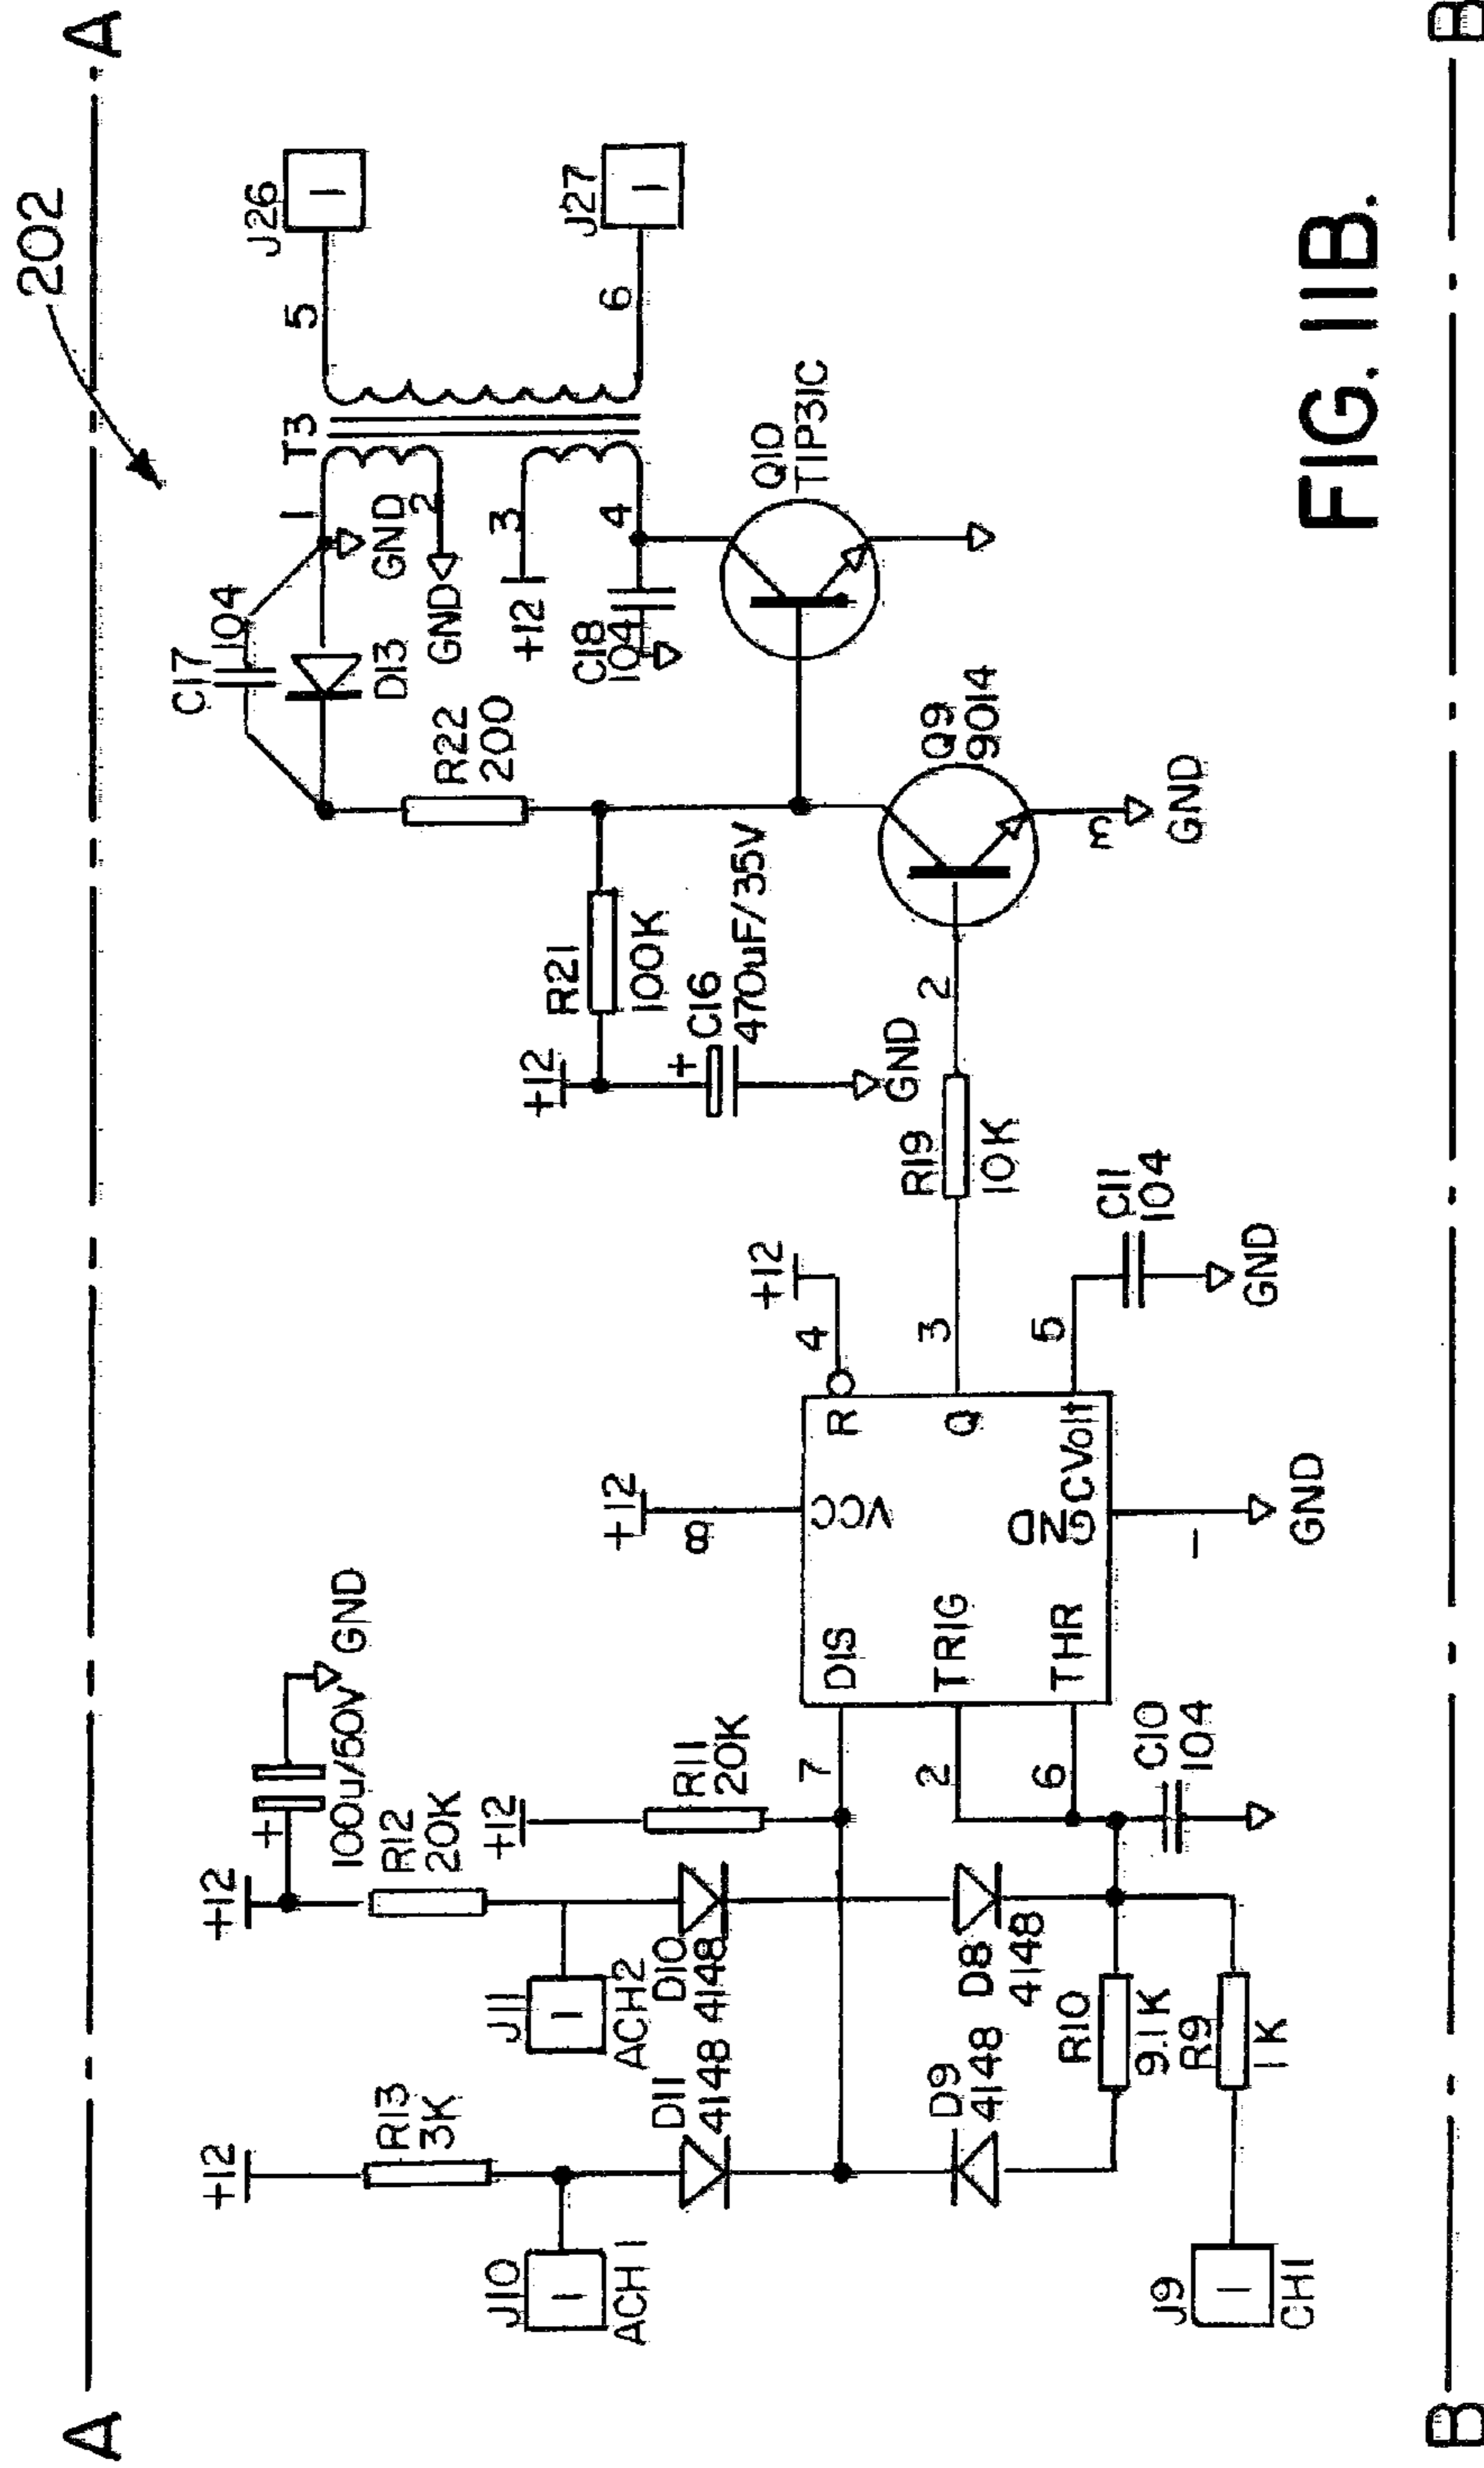 A A
202
+12
R13
3K
J10
1
ACH1
D11
4148
D9
4148
+12
+
100u/60V
GND
R12
20K
J11
1
ACH2
D10
4148
D8
4148
+12
R11
20K
R10
9.1K
R9
1K
J9
1
CH1
7
2
6
C10
104
DIS
TRIG
THR
VCC
GND
R
Q
CVolt
+12
8
1
GND
+12
4
3
5
C11
104
GND
R19
10K
2
+12
R21
100K
+
C16
470uF/35V
GND
Q9
9014
3
GND
R22
200
C17
104
D13
1
GND
2
GND
T3
3
+12
4
C18
104
Q10
TIP31C
5
J26
1
6
J27
1
FIG. 11B.
B B